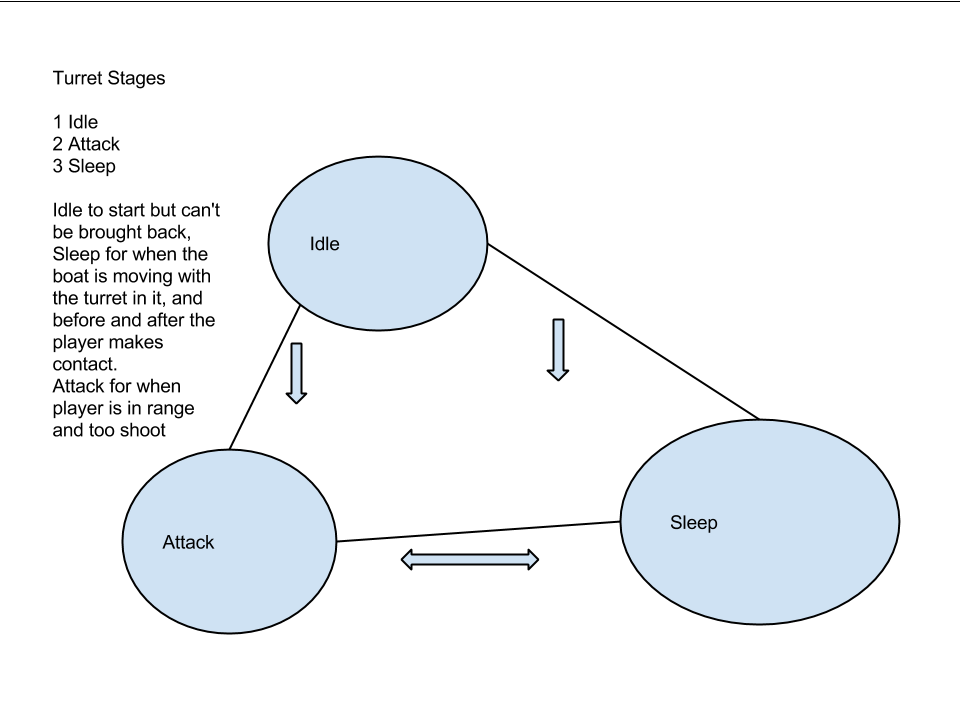 Turret Stages
1 Idle
2 Attack
3 Sleep
Idle to start but can't
be brought back,
Sleep for when the
boat is moving with
the turret in it, and
before and after the
player makes
contact.
Attack for when
player is in range
and too shoot
Idle
Attack
Sleep